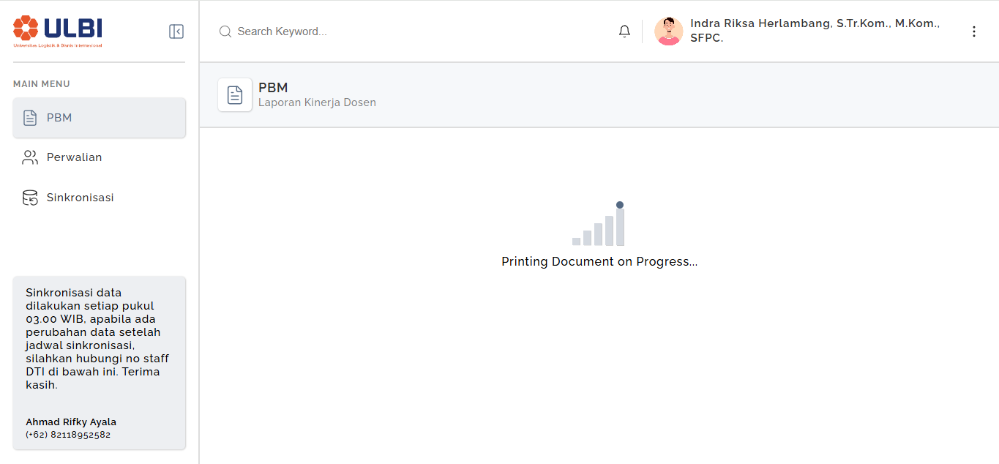 ULBI
Universitas Logistik & Bisnis Internasional
MAIN MENU
PBM
Perwalian
Sinkronisasi
Sinkronisasi data
dilakukan setiap pukul
03.00 WIB, apabila ada
perubahan data setelah
jadwal sinkronisasi,
silahkan hubungi no staff
DTI di bawah ini. Terima
kasih.
Ahmad Rifky Ayala
(+62) 82118952582
Search Keyword...
Indra Riksa Herlambang, S.Tr.Kom., M.Kom.,
SFPC.
PBM
Laporan Kinerja Dosen
Printing Document on Progress...